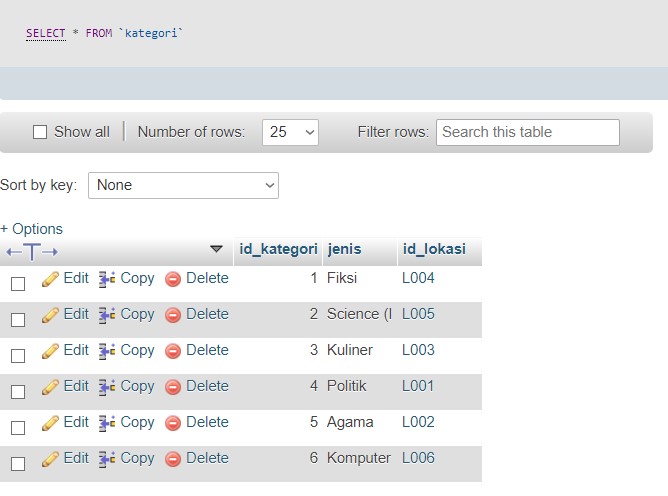 SELECT * FROM `kategori`
Show all Number of rows: 25 Filter rows: Search this table
Sort by key: None
+ Options
id_kategori jenis id_lokasi
Edit Copy Delete 1 Fiksi L004
Edit Copy Delete 2 Science (I L005
Edit Copy Delete 3 Kuliner L003
Edit Copy Delete 4 Politik L001
Edit Copy Delete 5 Agama L002
Edit Copy Delete 6 Komputer L006